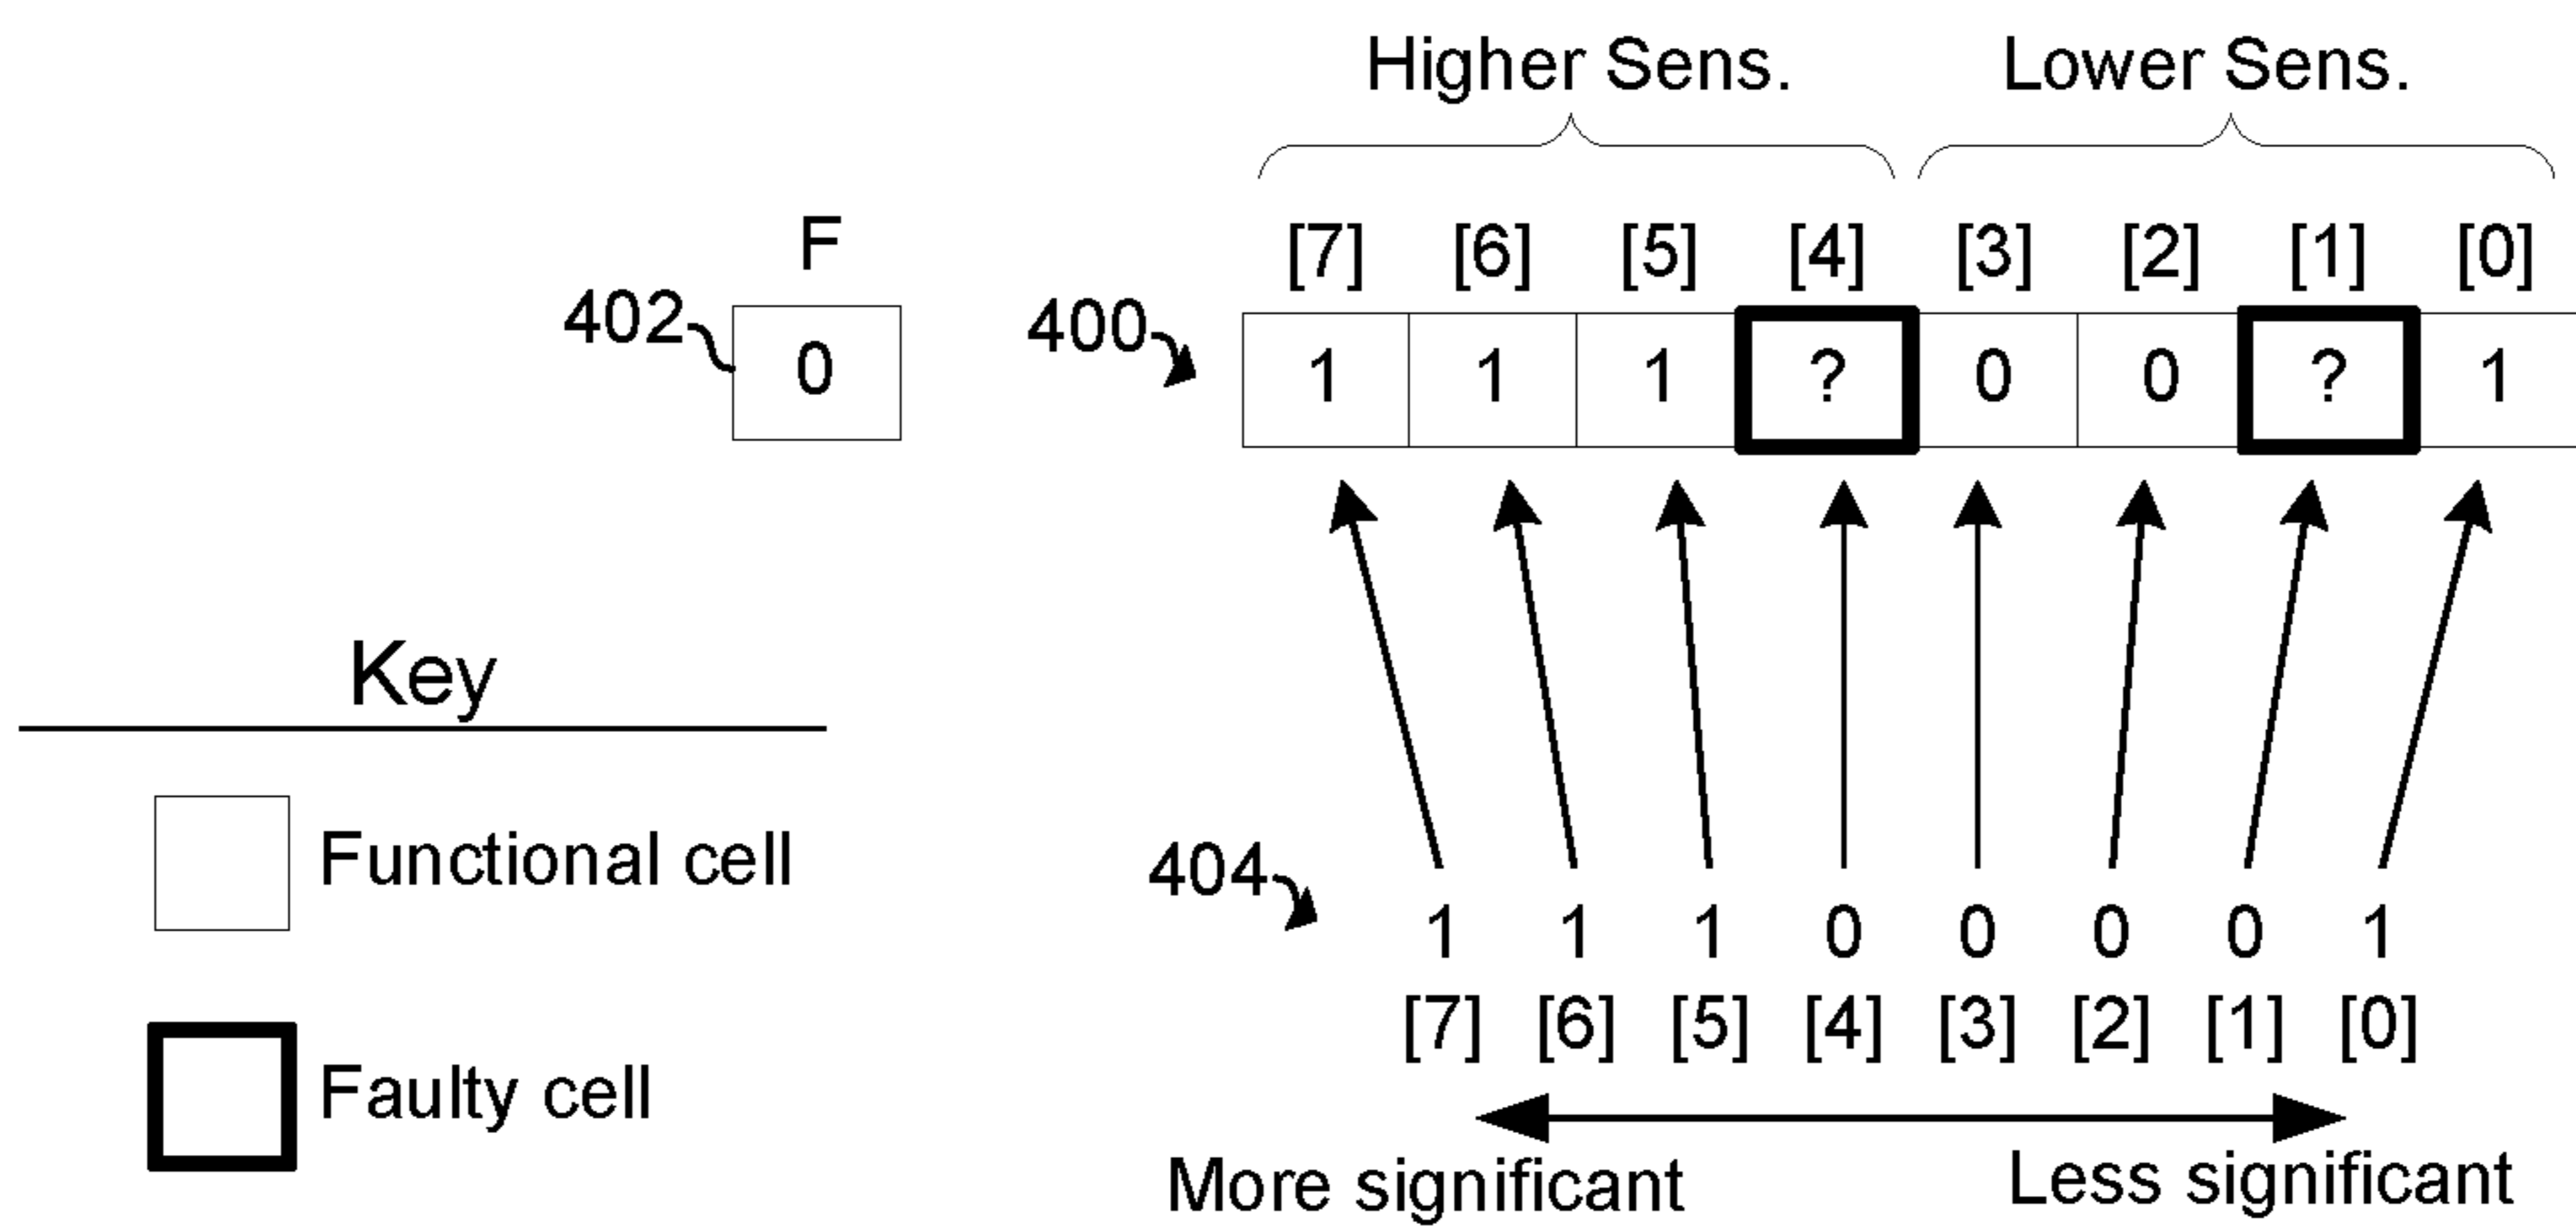 Higher Sens. Lower Sens.
F [7] [6] [5] [4] [3] [2] [1] [0]
402 0 400 1 1 1 ? 0 0 ? 1
Key
Functional cell
404 1 1 1 0 0 0 0 1
[7] [6] [5] [4] [3] [2] [1] [0]
Faulty cell
More significant Less significant